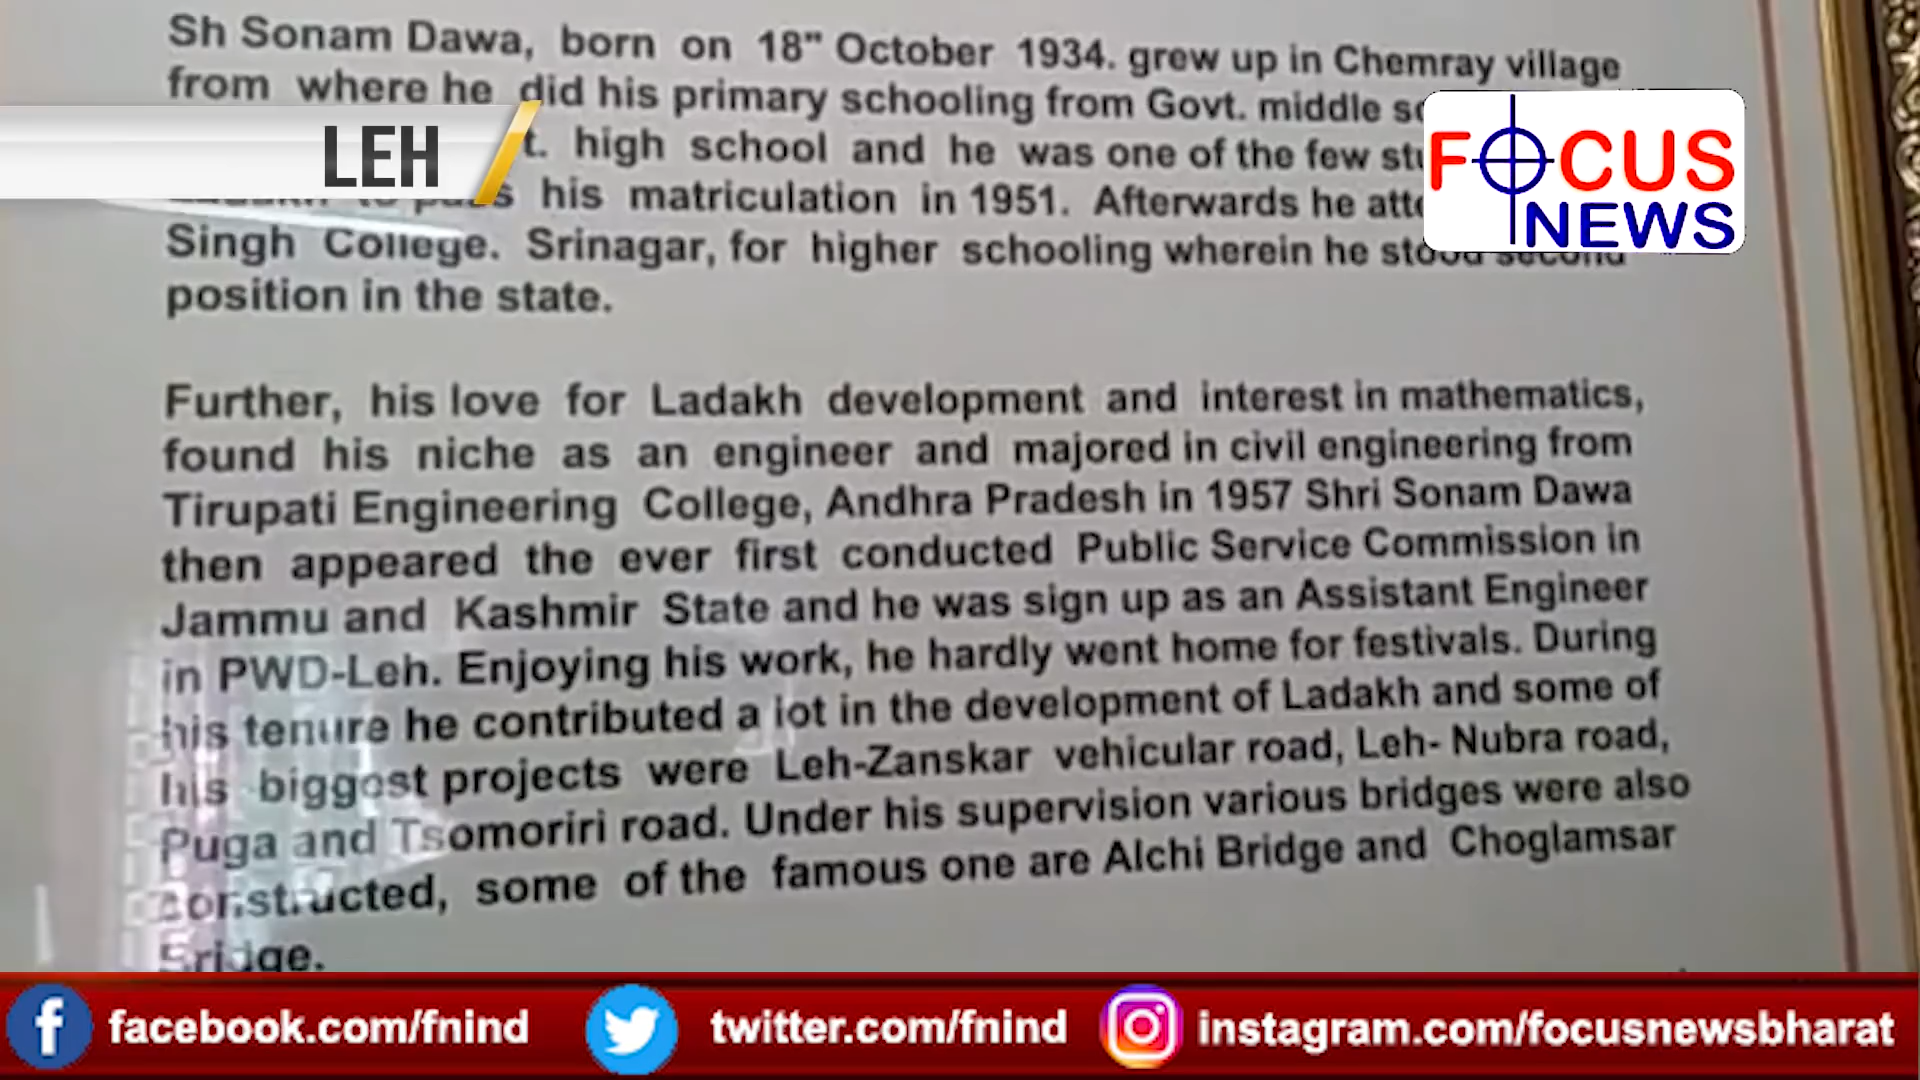 Sh Sonam Dawa, born on 18" October 1934. grew up in Chemray village
from where he did his primary schooling from Govt. middle
LEH
t. high school and he was one of the few
FOCUS
NEWS
his matriculation in 1951. Afterwards he
Singh College. Srinagar, for higher schooling wherein he stood second
position in the state.
Further, his love for Ladakh development and interest in mathematics,
found his niche as an engineer and majored in civil engineering from
Tirupati Engineering College, Andhra Pradesh in 1957 Shri Sonam Dawa
then appeared the ever first conducted Public Service Commission in
Jammu and Kashmir State and he was sign up as an Assistant Engineer
in PWD-Leh. Enjoying his work, he hardly went home for festivals. During
his tenure he contributed a iot in the development of Ladakh and some of
his biggest projects were Leh-Zanskar vehicular road, Leh- Nubra road,
Puga and Tsomoriri road. Under his supervision various bridges were also
constructed, some of the famous one are Alchi Bridge and Choglamsar
Bridge.
facebook.com/fnind twitter.com/fnind instagram.com/focusnewsbharat